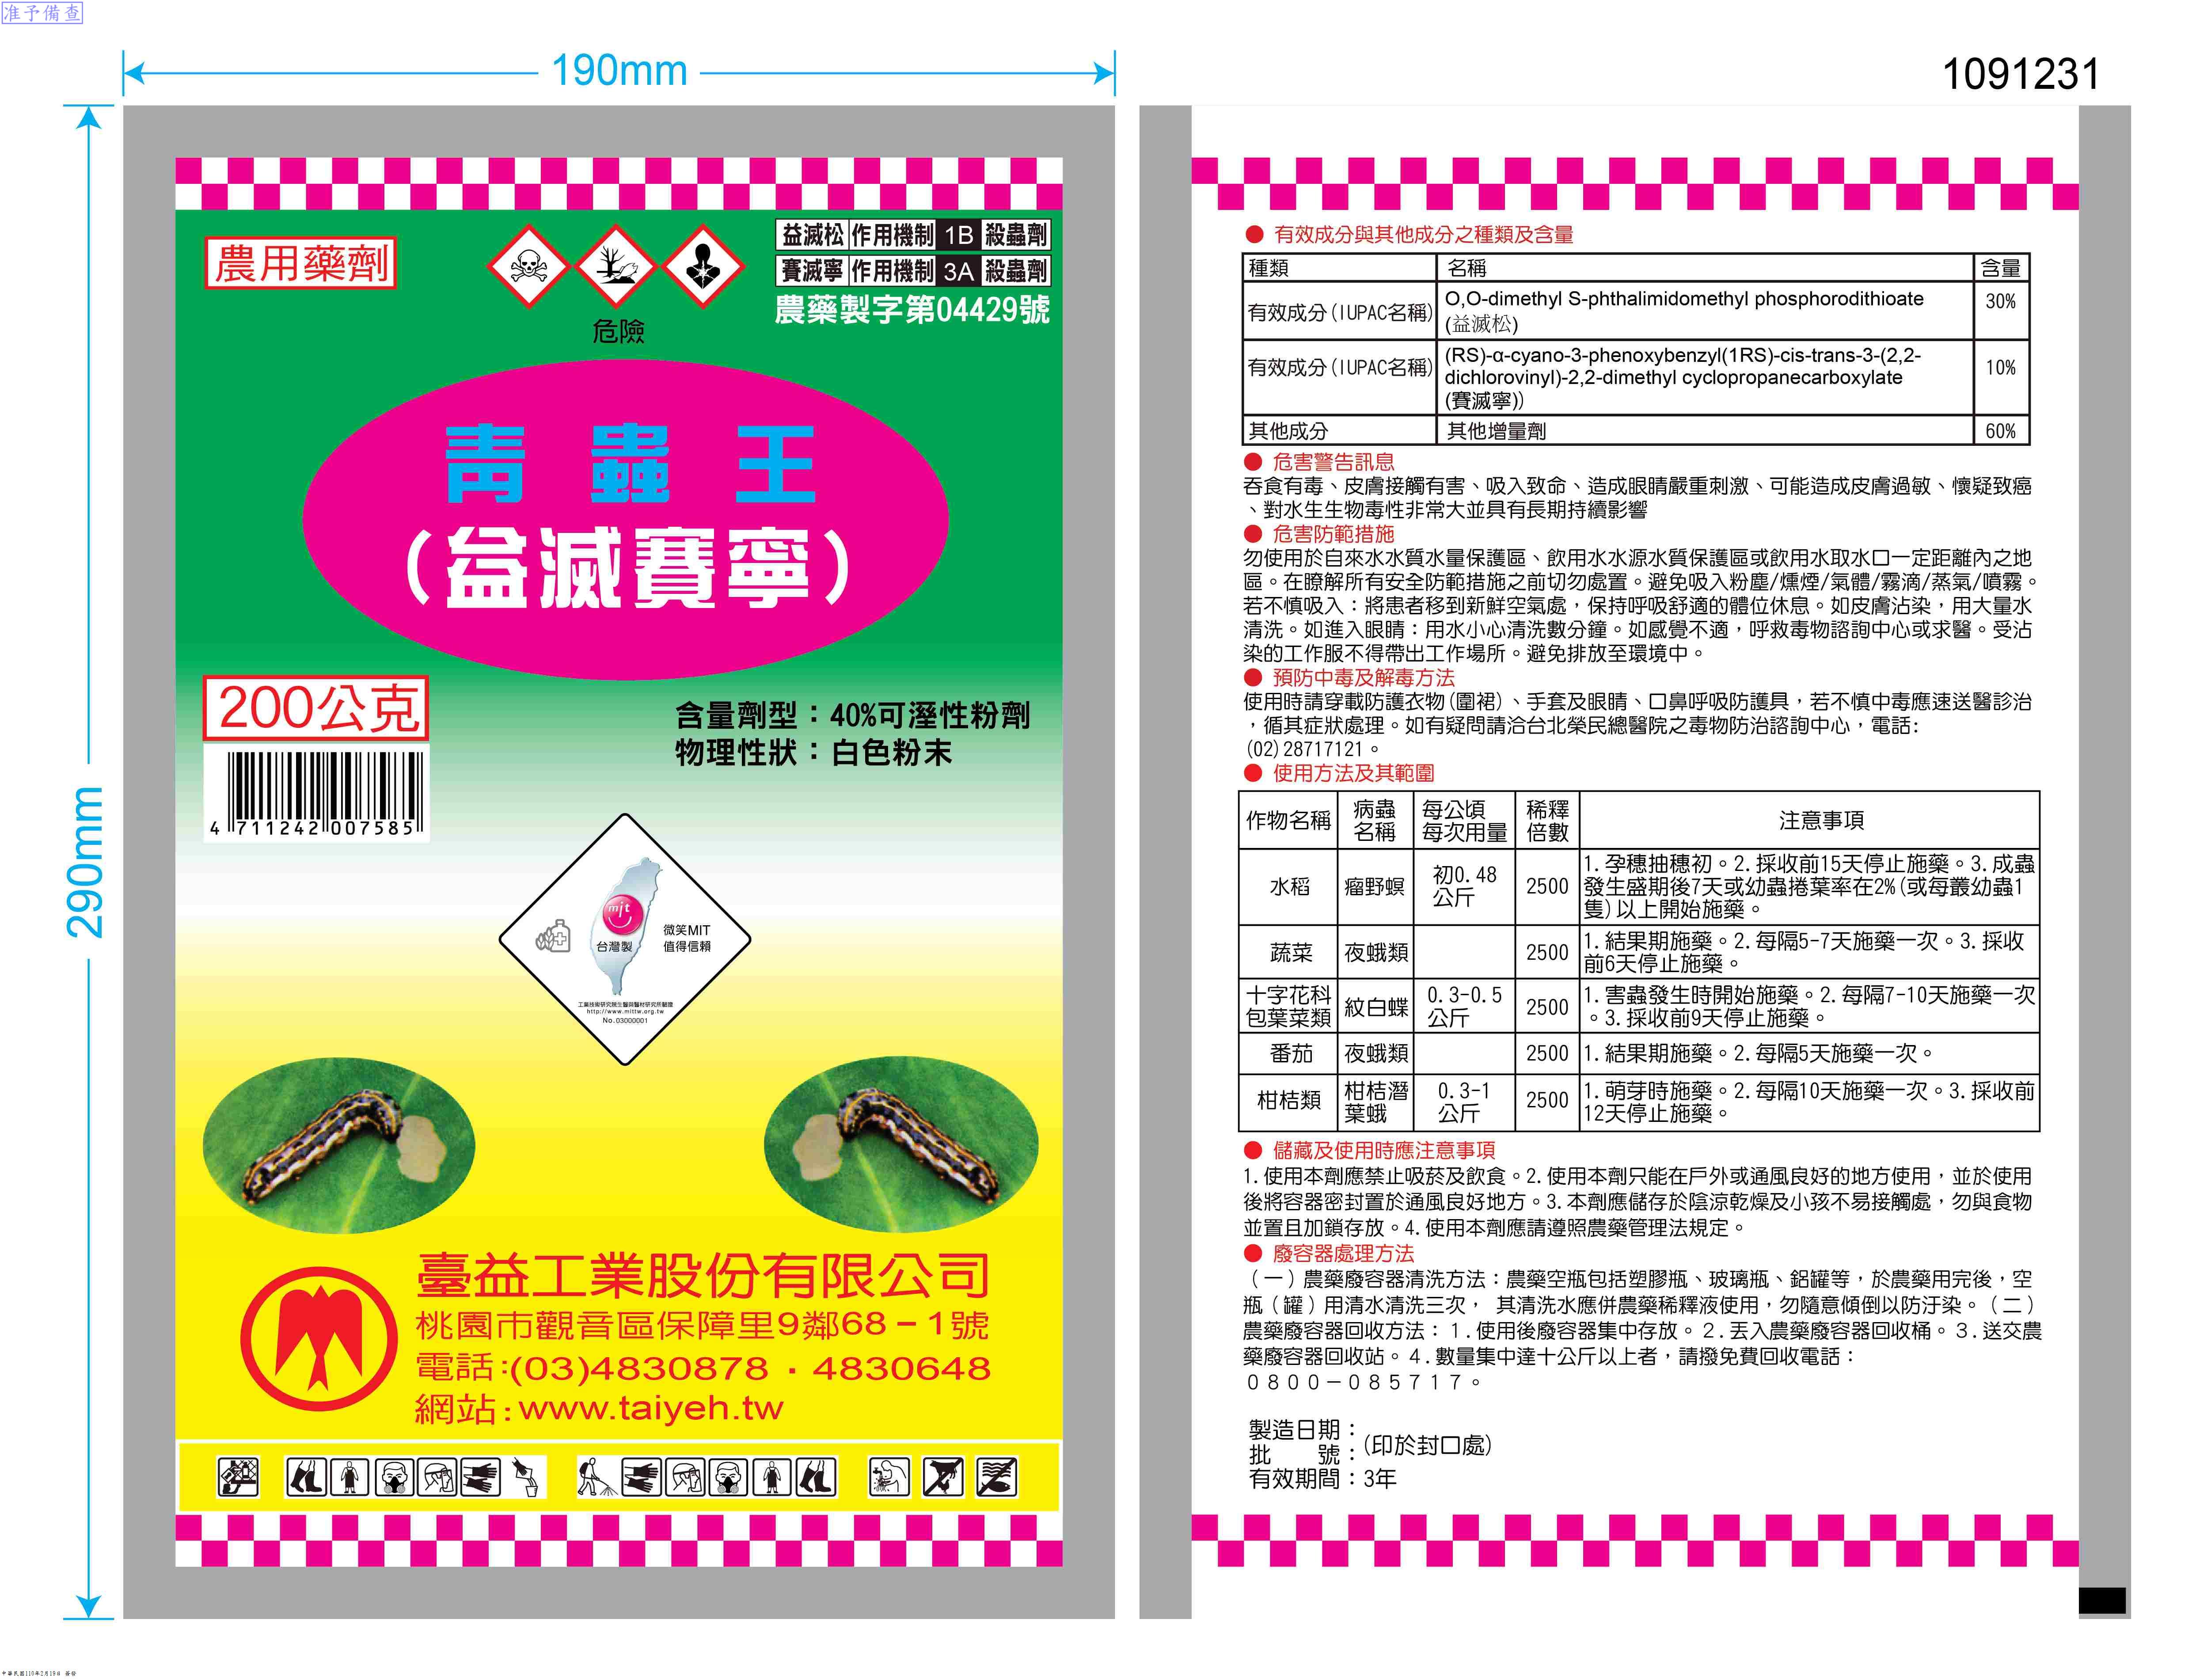 准予備查
190mm
1091231
290mm
農用藥劑
危險
益滅松 作用機制 1B 殺蟲劑
賽滅寧 作用機制 3A 殺蟲劑
農藥製字第04429號
青蟲王
(益滅賽寧)
200公克
含量劑型：40%可溼性粉劑
物理性狀：白色粉末
4 711242 007585
mit
台灣製
微笑MIT
值得信賴
工業技術研究院生醫與醫材研究所驗證
http://www.mittw.org.tw
No.03000001
臺益工業股份有限公司
桃園市觀音區保障里9鄰68－1號
電話:(03)4830878．4830648
網站:www.taiyeh.tw
● 有效成分與其他成分之種類及含量
種類 名稱 含量
有效成分(IUPAC名稱) O,O-dimethyl S-phthalimidomethyl phosphorodithioate 30%
(益滅松)
有效成分(IUPAC名稱) (RS)-α-cyano-3-phenoxybenzyl(1RS)-cis-trans-3-(2,2- 10%
dichlorovinyl)-2,2-dimethyl cyclopropanecarboxylate
(賽滅寧))
其他成分 其他增量劑 60%
● 危害警告訊息
吞食有毒、皮膚接觸有害、吸入致命、造成眼睛嚴重刺激、可能造成皮膚過敏、懷疑致癌
、對水生生物毒性非常大並具有長期持續影響
● 危害防範措施
勿使用於自來水水質水量保護區、飲用水水源水質保護區或飲用水取水口一定距離內之地
區。在瞭解所有安全防範措施之前切勿處置。避免吸入粉塵/燻煙/氣體/霧滴/蒸氣/噴霧。
若不慎吸入：將患者移到新鮮空氣處，保持呼吸舒適的體位休息。如皮膚沾染，用大量水
清洗。如進入眼睛：用水小心清洗數分鐘。如感覺不適，呼救毒物諮詢中心或求醫。受沾
染的工作服不得帶出工作場所。避免排放至環境中。
● 預防中毒及解毒方法
使用時請穿載防護衣物(圍裙)、手套及眼睛、口鼻呼吸防護具，若不慎中毒應速送醫診治
，循其症狀處理。如有疑問請洽台北榮民總醫院之毒物防治諮詢中心，電話:
(02)28717121。
● 使用方法及其範圍
作物名稱 病蟲名稱 每公頃每次用量 稀釋倍數 注意事項
水稻 瘤野螟 初0.48公斤 2500 1.孕穗抽穗初。2.採收前15天停止施藥。3.成蟲
發生盛期後7天或幼蟲捲葉率在2%(或每叢幼蟲1
隻)以上開始施藥。
蔬菜 夜蛾類 2500 1.結果期施藥。2.每隔5-7天施藥一次。3.採收
前6天停止施藥。
十字花科包葉菜類 紋白蝶 0.3-0.5公斤 2500 1.害蟲發生時開始施藥。2.每隔7-10天施藥一次
。3.採收前9天停止施藥。
番茄 夜蛾類 2500 1.結果期施藥。2.每隔5天施藥一次。
柑桔類 柑桔潛葉蛾 0.3-1公斤 2500 1.萌芽時施藥。2.每隔10天施藥一次。3.採收前
12天停止施藥。
● 儲藏及使用時應注意事項
1.使用本劑應禁止吸菸及飲食。2.使用本劑只能在戶外或通風良好的地方使用，並於使用
後將容器密封置於通風良好地方。3.本劑應儲存於陰涼乾燥及小孩不易接觸處，勿與食物
並置且加鎖存放。4.使用本劑應請遵照農藥管理法規定。
● 廢容器處理方法
（一）農藥廢容器清洗方法：農藥空瓶包括塑膠瓶、玻璃瓶、鋁罐等，於農藥用完後，空
瓶（罐）用清水清洗三次， 其清洗水應併農藥稀釋液使用，勿隨意傾倒以防汙染。（二）
農藥廢容器回收方法：１.使用後廢容器集中存放。２.丟入農藥廢容器回收桶。３.送交農
藥廢容器回收站。４.數量集中達十公斤以上者，請撥免費回收電話：
０８００－０８５７１７。
製造日期：
批　　號：(印於封口處)
有效期間：3年
中華民國110年2月19日 簽發